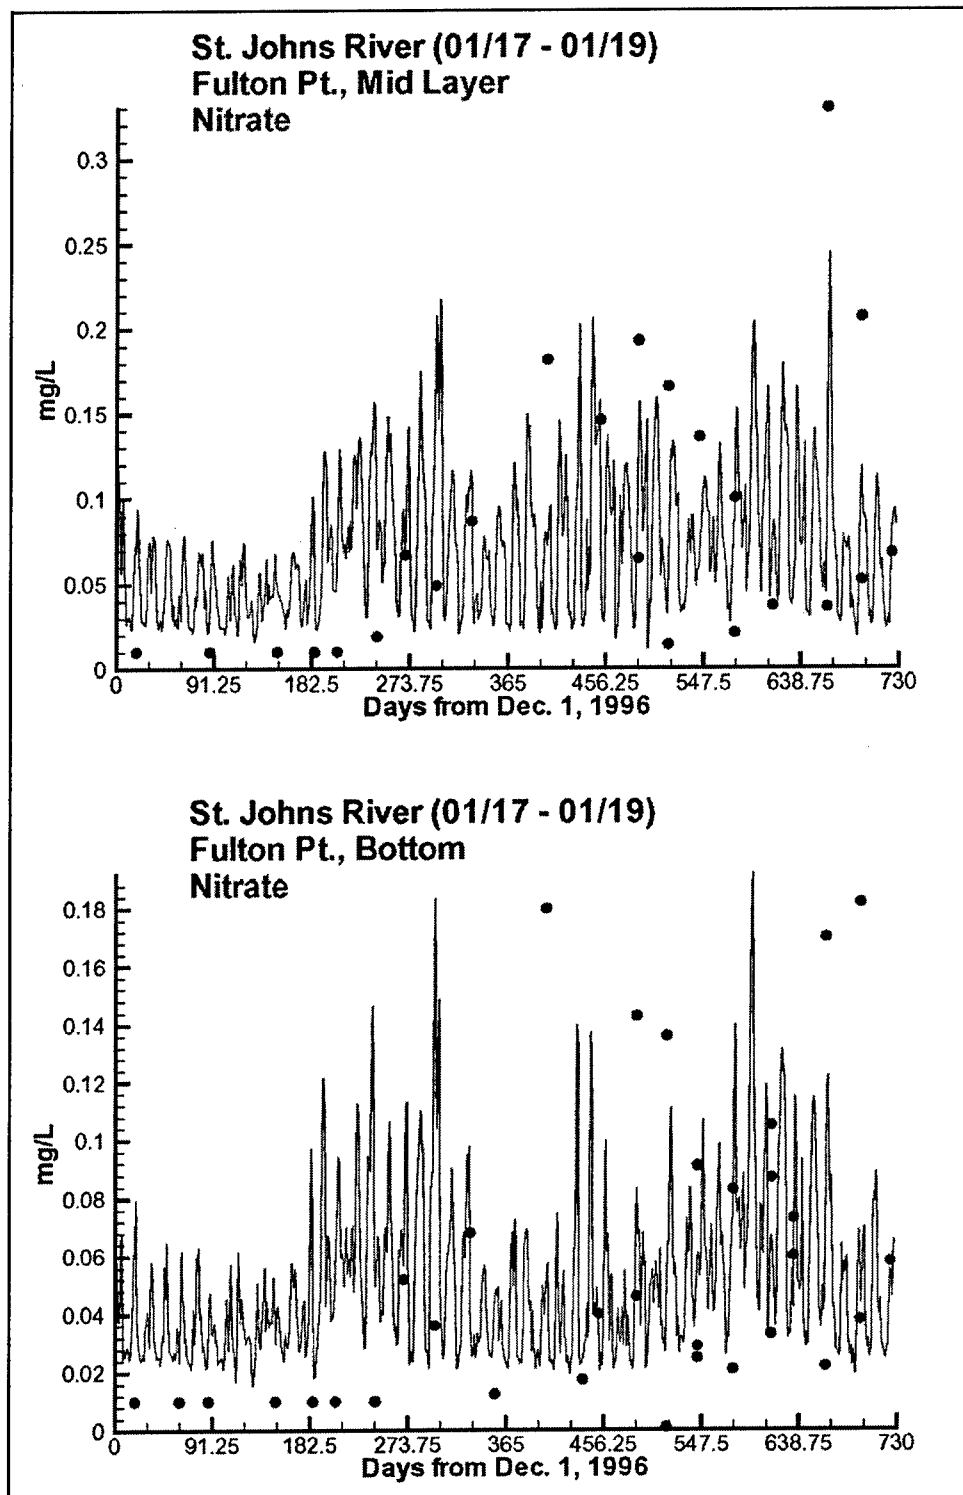 St. Johns River (01/17 - 01/19)
Fulton Pt., Mid Layer
Nitrate
0.3
0.25
0.2
0.15
0.1
0.05
0
mg/L
0 91.25 182.5 273.75 365 456.25 547.5 638.75 730
Days from Dec. 1, 1996
St. Johns River (01/17 - 01/19)
Fulton Pt., Bottom
Nitrate
0.18
0.16
0.14
0.12
0.1
0.08
0.06
0.04
0.02
0
mg/L
0 91.25 182.5 273.75 365 456.25 547.5 638.75 730
Days from Dec. 1, 1996